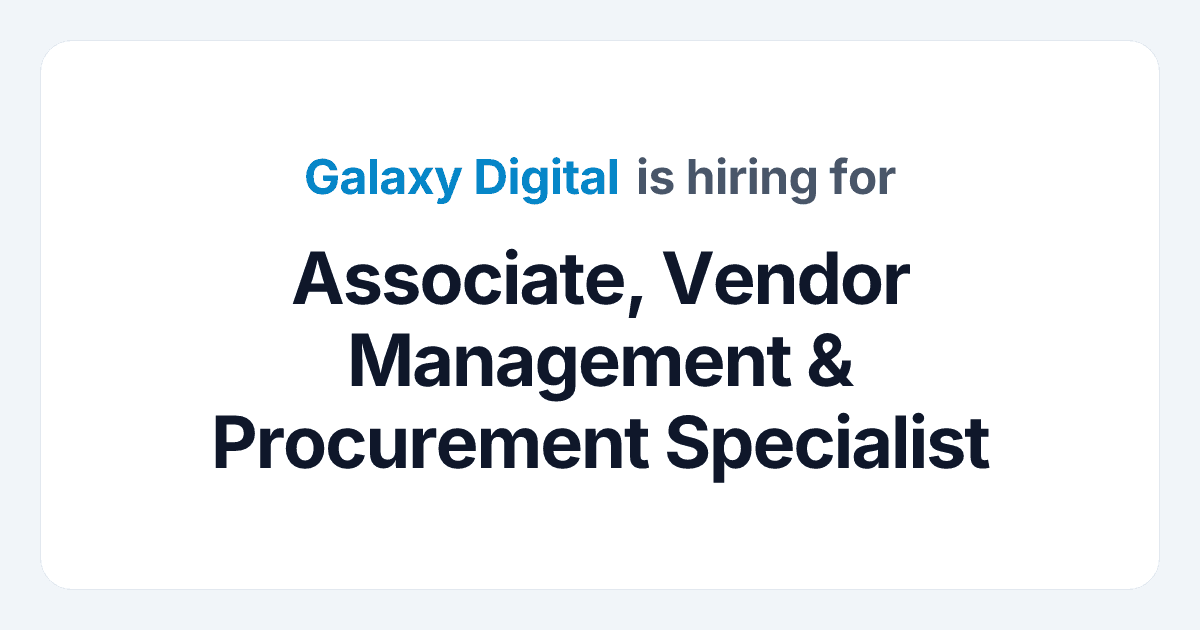 Galaxy Digital is hiring for
Associate, Vendor
Management &
Procurement Specialist